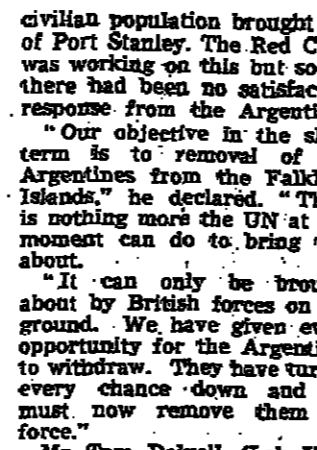 civilian population brought
of Port Stanley. The Red C
was working on this but so
there had been no satisfac
response from the Argenti
"Our objective in the s
term is to removal of
Argentines from the Falk
Islands," he declared. "T
is nothing more the UN at
moment can do to bring
about.
"It can only be brou
about by British forces on
ground. We have given ev
opportunity for the Argenti
to withdraw. They have tur
every chance down and
must now remove them
force."
Mr Tam Dalyell